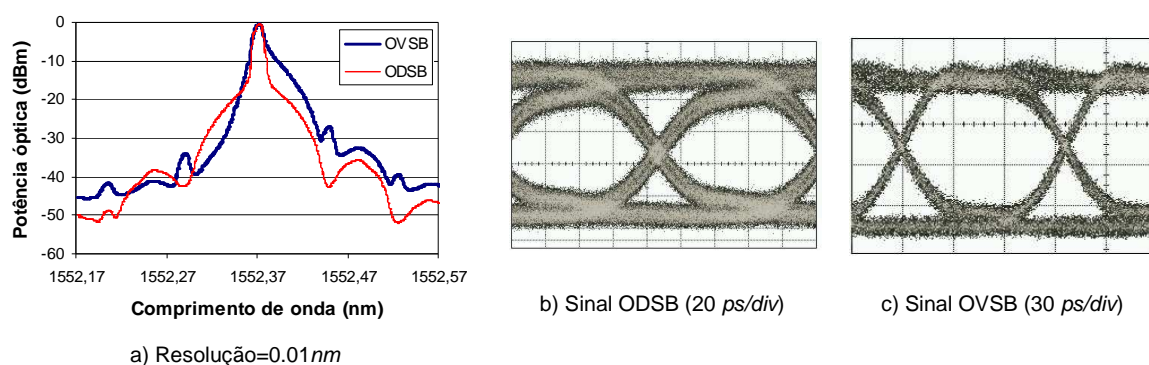 Potência óptica (dBm)
0
-10
-20
-30
-40
-50
-60
OVSB
ODSB
1552,17 1552,27 1552,37 1552,47 1552,57
Comprimento de onda (nm)
a) Resolução=0.01nm
b) Sinal ODSB (20 ps/div)
c) Sinal OVSB (30 ps/div)